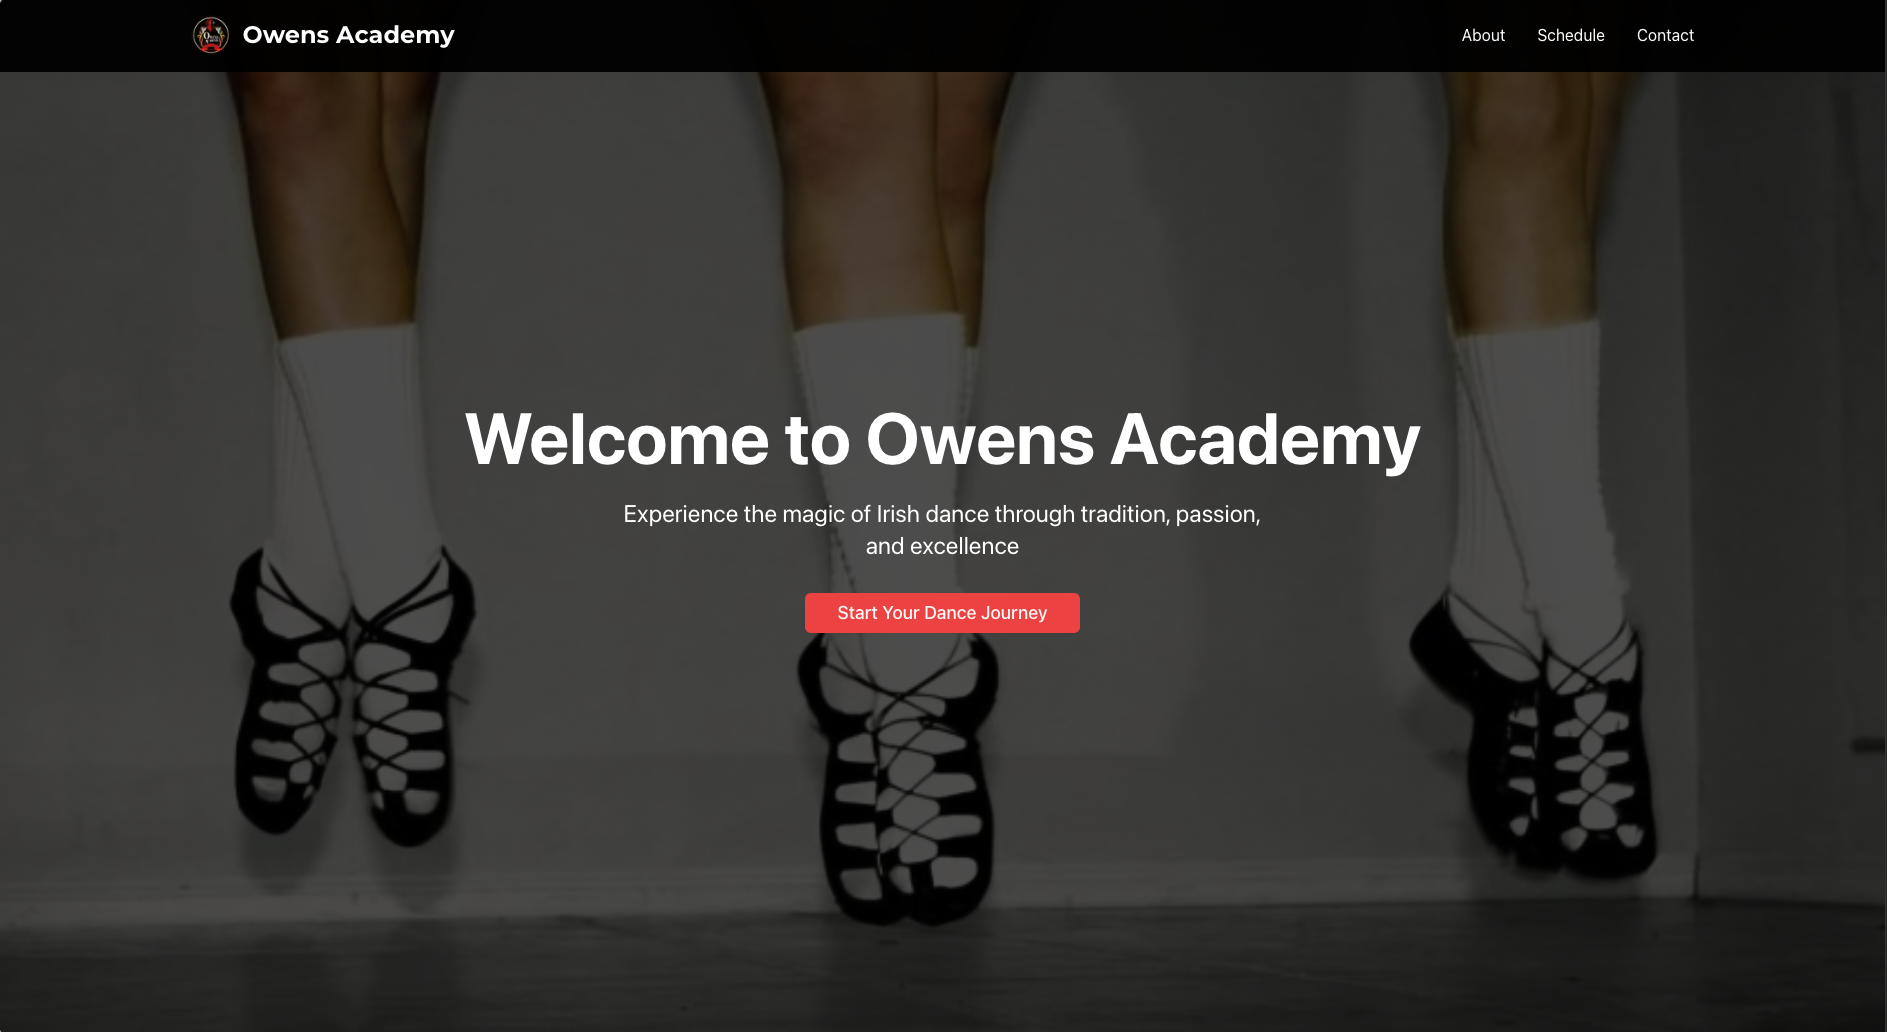 Owens Academy
About
Schedule
Contact
Welcome to Owens Academy
Experience the magic of Irish dance through tradition, passion,
and excellence
Start Your Dance Journey